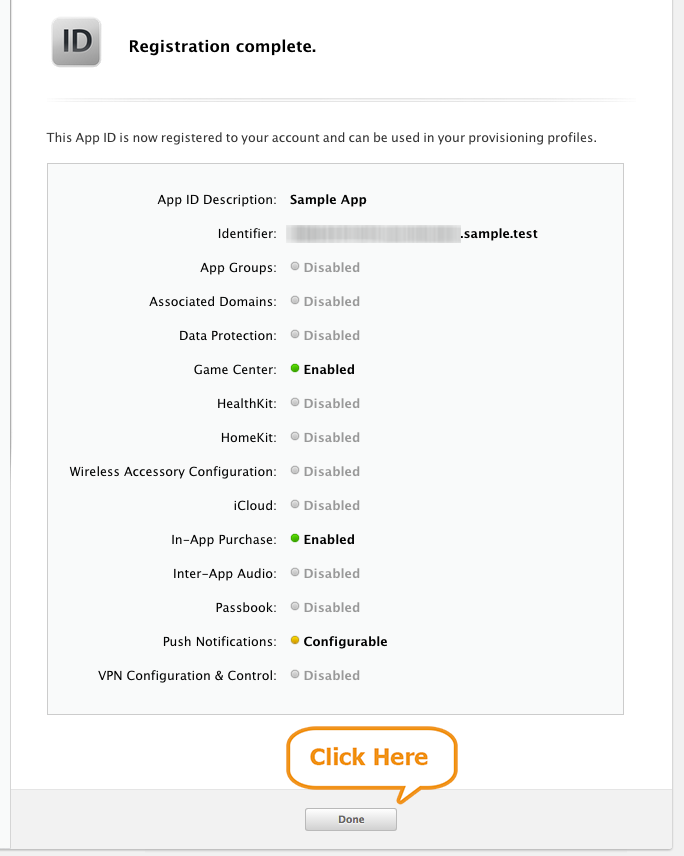 ID
Registration complete.
This App ID is now registered to your account and can be used in your provisioning profiles.
App ID Description: Sample App
Identifier: .sample.test
App Groups: Disabled
Associated Domains: Disabled
Data Protection: Disabled
Game Center: Enabled
HealthKit: Disabled
HomeKit: Disabled
Wireless Accessory Configuration: Disabled
iCloud: Disabled
In-App Purchase: Enabled
Inter-App Audio: Disabled
Passbook: Disabled
Push Notifications: Configurable
VPN Configuration & Control: Disabled
Click Here
Done